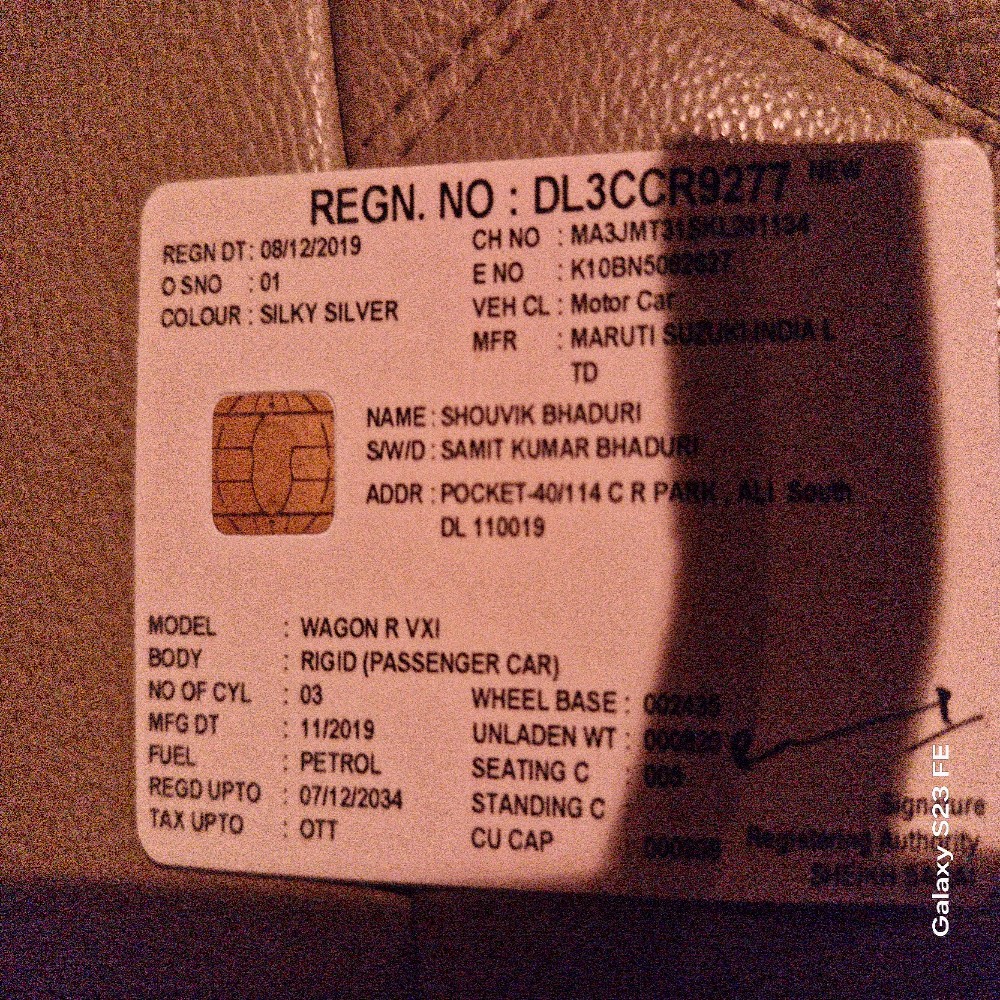 REGN. NO : DL3CCR9277 NEW
REGN DT : 08/12/2019
O SNO : 01
COLOUR : SILKY SILVER
CH NO :
E NO :
VEH CL : Motor Car
MFR : MARUTI SUZUKI INDIA L
TD
NAME : SHOUVIK BHADURI
S/W/D : SAMIT KUMAR BHADURI
ADDR : POCKET-40/114 C R PARK , ALI South
DL 110019
MODEL : WAGON R VXI
BODY : RIGID (PASSENGER CAR)
NO OF CYL : 03
MFG DT : 11/2019
FUEL : PETROL
REGD UPTO : 07/12/2034
TAX UPTO : OTT
WHEEL BASE : 002435
UNLADEN WT :
SEATING C : 005
STANDING C
CU CAP
Signature
Registering Authority
Galaxy S23 FE